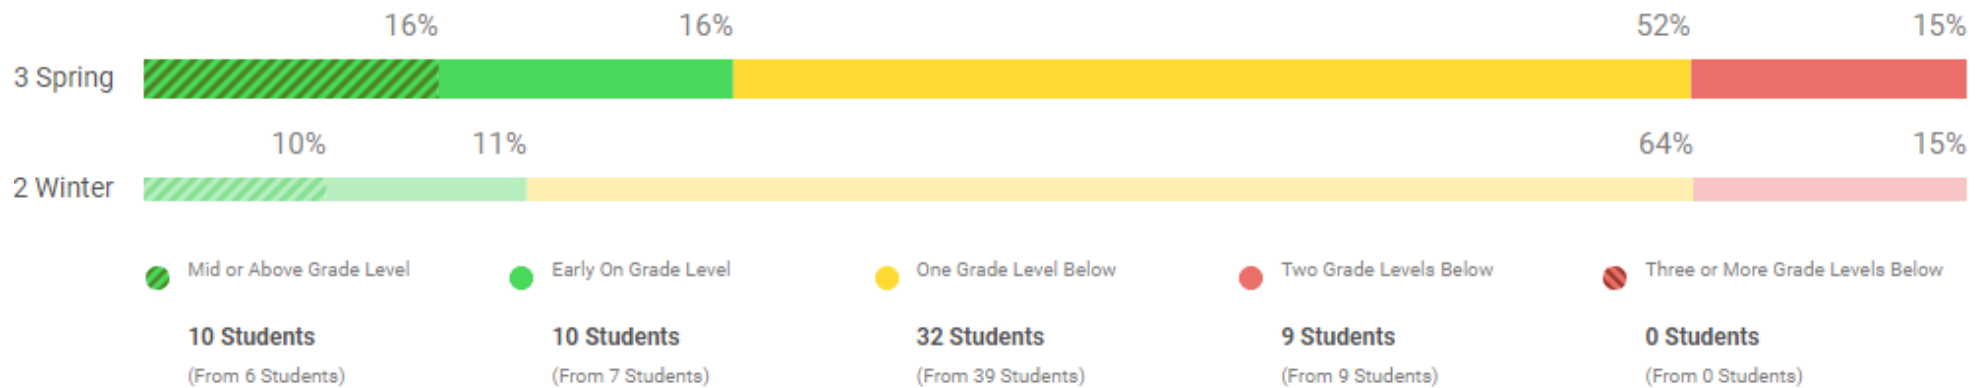 16% 16% 52% 15%
3 Spring
10% 11% 64% 15%
2 Winter
Mid or Above Grade Level Early On Grade Level One Grade Level Below Two Grade Levels Below Three or More Grade Levels Below
10 Students 10 Students 32 Students 9 Students 0 Students
(From 6 Students) (From 7 Students) (From 39 Students) (From 9 Students) (From 0 Students)